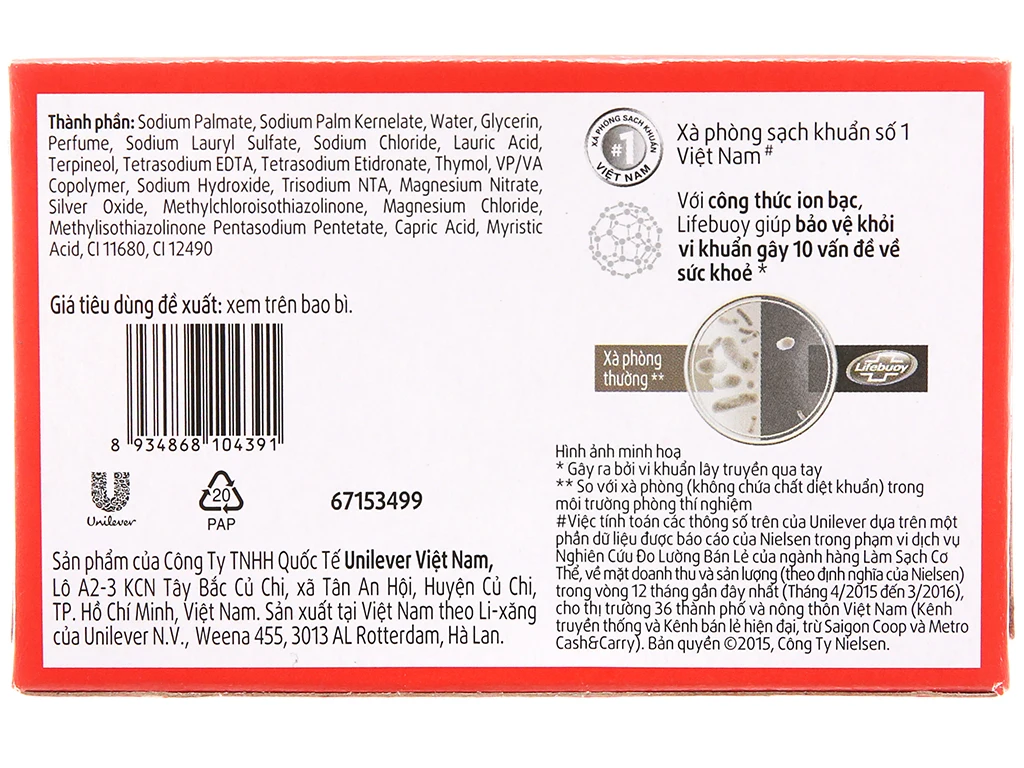 Thành phần: Sodium Palmate, Sodium Palm Kernelate, Water, Glycerin,
Perfume, Sodium Lauryl Sulfate, Sodium Chloride, Lauric Acid,
Terpineol, Tetrasodium EDTA, Tetrasodium Etidronate, Thymol, VP/VA
Copolymer, Sodium Hydroxide, Trisodium NTA, Magnesium Nitrate,
Silver Oxide, Methylchloroisothiazolinone, Magnesium Chloride,
Methylisothiazolinone Pentasodium Pentetate, Capric Acid, Myristic
Acid, CI 11680, CI 12490
Giá tiêu dùng đề xuất: xem trên bao bì.
8 934868 104391
Unilever
20
PAP
67153499
Sản phẩm của Công Ty TNHH Quốc Tế Unilever Việt Nam,
Lô A2-3 KCN Tây Bắc Củ Chi, xã Tân An Hội, Huyện Củ Chi,
TP. Hồ Chí Minh, Việt Nam. Sản xuất tại Việt Nam theo Li-xăng
của Unilever N.V., Weena 455, 3013 AL Rotterdam, Hà Lan.
XÀ PHÒNG SẠCH KHUẨN
#1
VIỆT NAM
Xà phòng sạch khuẩn số 1
Việt Nam #
Với công thức ion bạc,
Lifebuoy giúp bảo vệ khỏi
vi khuẩn gây 10 vấn đề về
sức khoẻ *
Xà phòng
thường **
Lifebuoy
Hình ảnh minh hoạ
* Gây ra bởi vi khuẩn lây truyền qua tay
** So với xà phòng (không chứa chất diệt khuẩn) trong
môi trường phòng thí nghiệm
#Việc tính toán các thông số trên của Unilever dựa trên một
phần dữ liệu được báo cáo của Nielsen trong phạm vi dịch vụ
Nghiên Cứu Đo Lường Bán Lẻ của ngành hàng Làm Sạch Cơ
Thể, về mặt doanh thu và sản lượng (theo định nghĩa của Nielsen)
trong vòng 12 tháng gần đây nhất (Tháng 4/2015 đến 3/2016),
cho thị trường 36 thành phố và nông thôn Việt Nam (Kênh
truyền thống và Kênh bán lẻ hiện đại, trừ Saigon Coop và Metro
Cash&Carry). Bản quyền ©2015, Công Ty Nielsen.